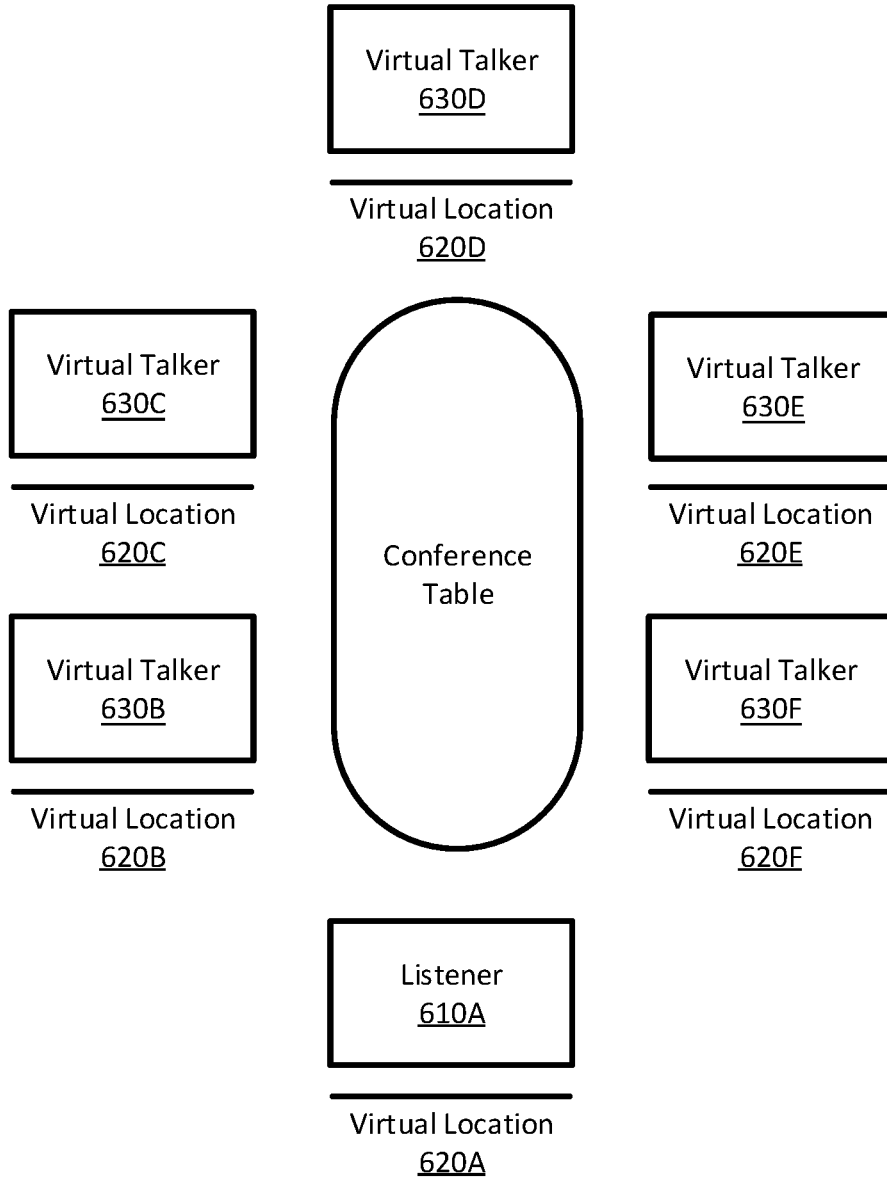 Virtual Talker
630D
Virtual Location
620D
Virtual Talker
630C
Virtual Location
620C
Virtual Talker
630E
Virtual Location
620E
Conference
Table
Virtual Talker
630B
Virtual Location
620B
Virtual Talker
630F
Virtual Location
620F
Listener
610A
Virtual Location
620A